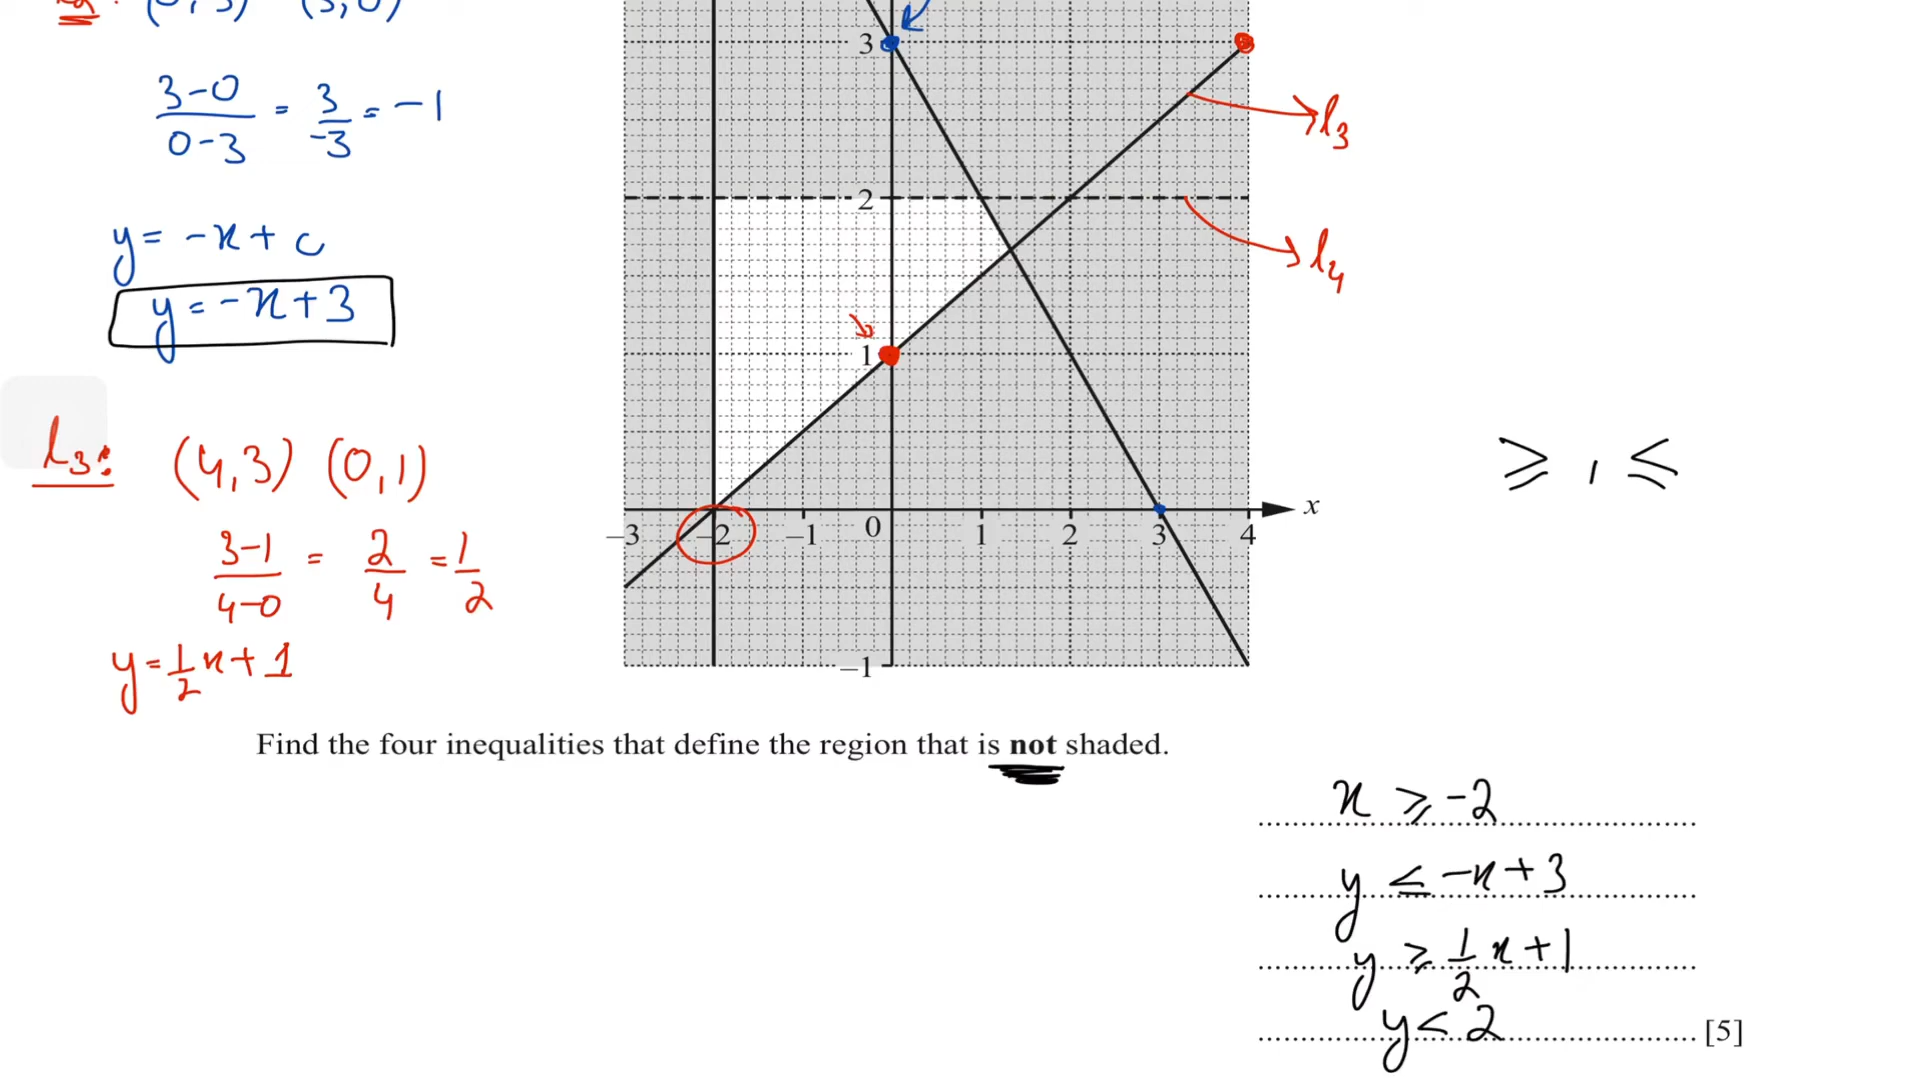 (0,3) (3,0)
3-0 / 0-3 = 3 / -3 = -1
y = -x + c
y = -x + 3
l3: (4,3) (0,1)
3-1 / 4-0 = 2 / 4 = 1 / 2
y = 1/2 x + 1
3
2
1
0
-1
-3 -2 -1 1 2 3 4 x
l3
l4
≥ , ≤
Find the four inequalities that define the region that is not shaded.
x ≥ -2
y ≤ -x + 3
y ≥ 1/2 x + 1
y < 2 [5]